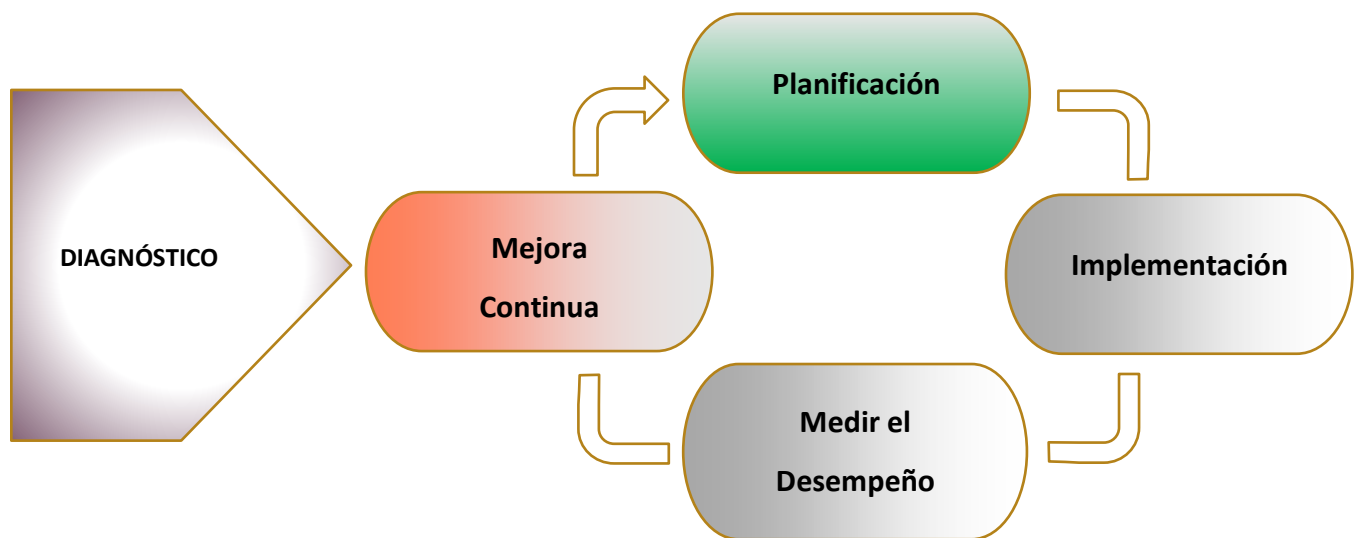 DIAGNÓSTICO
Planificación
Mejora
Continua
Implementación
Medir el
Desempeño